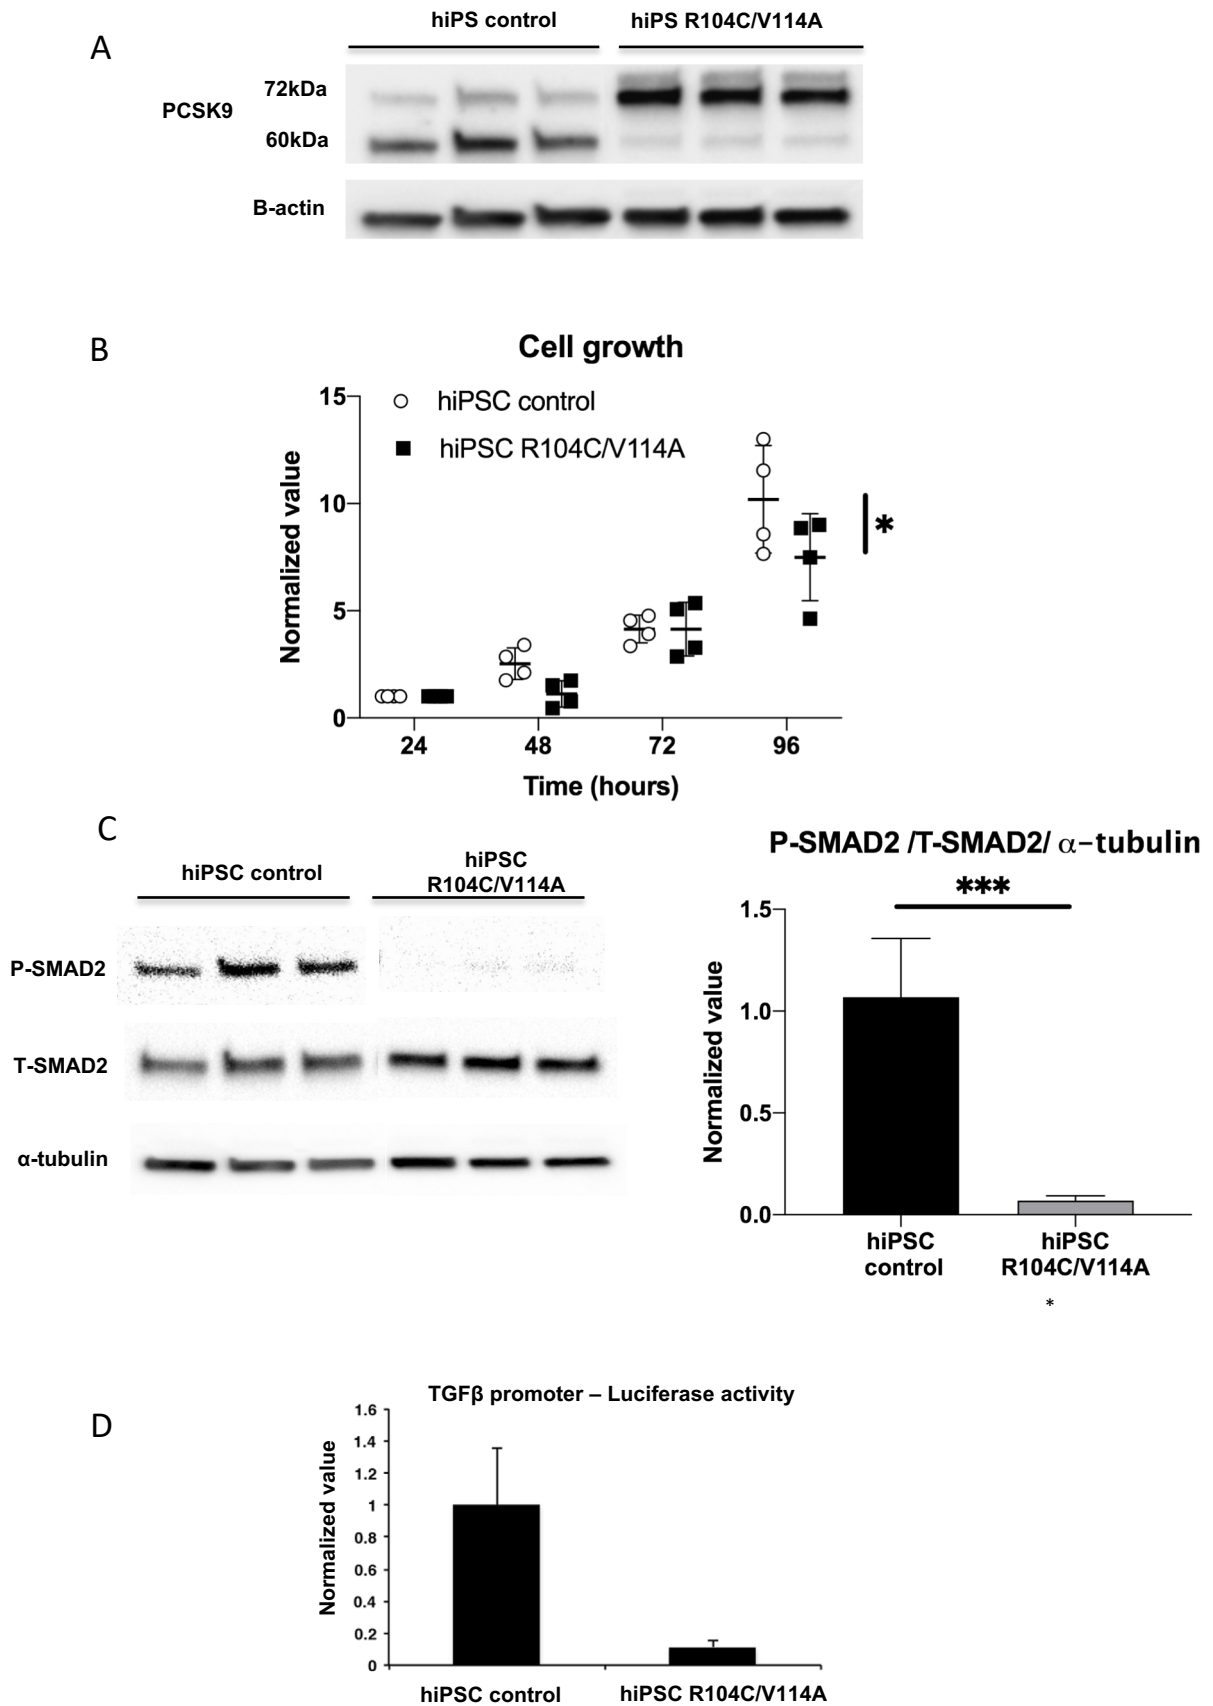 A
hiPS control
hiPS R104C/V114A
PCSK9
72kDa
60kDa
B-actin
B
Cell growth
hiPSC control
hiPSC R104C/V114A
Normalized value
15
10
5
0
*
24
48
72
96
Time (hours)
C
hiPSC control
hiPSC
R104C/V114A
P-SMAD2
T-SMAD2
α-tubulin
P-SMAD2 /T-SMAD2/ α-tubulin
***
Normalized value
1.5
1.0
0.5
0.0
hiPSC
control
hiPSC
R104C/V114A
*
D
TGFβ promoter – Luciferase activity
Normalized value
1.6
1.4
1.2
1
0.8
0.6
0.4
0.2
0
hiPSC control
hiPSC R104C/V114A